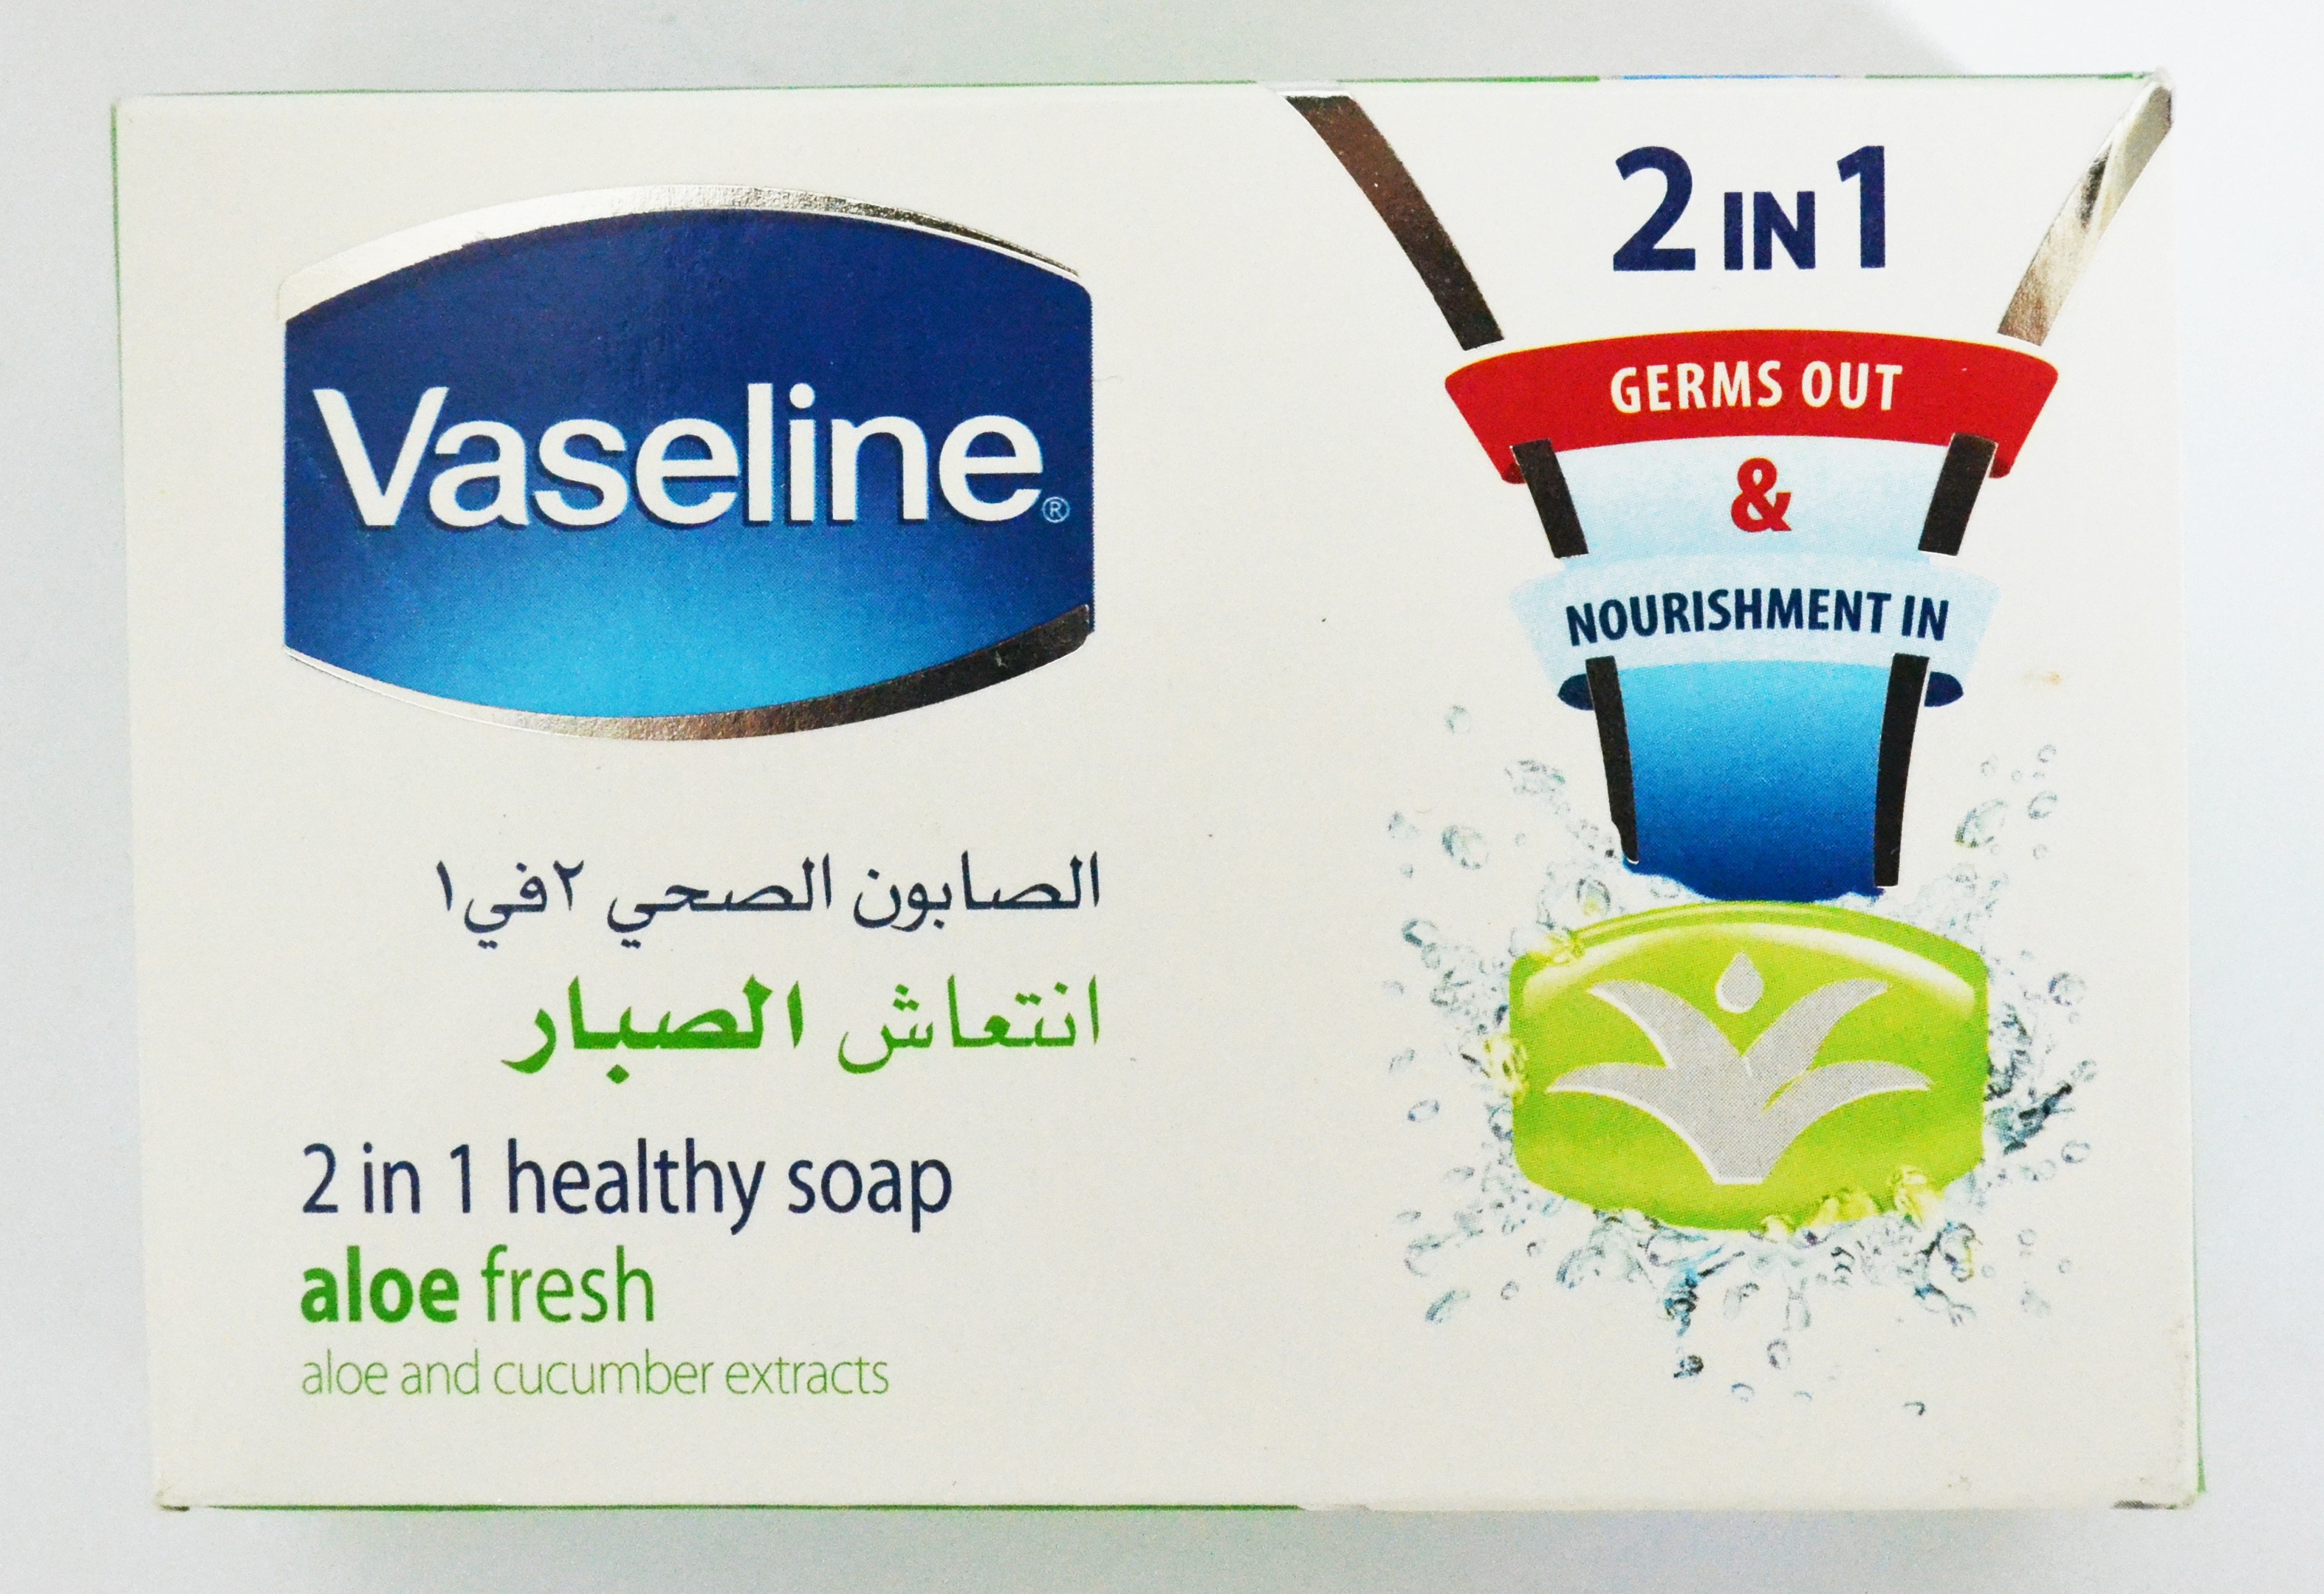 Vaseline®
الصابون الصحي ٢في١
انتعاش الصبار
2 in 1 healthy soap
aloe fresh
aloe and cucumber extracts
2 IN 1
GERMS OUT
&
NOURISHMENT IN